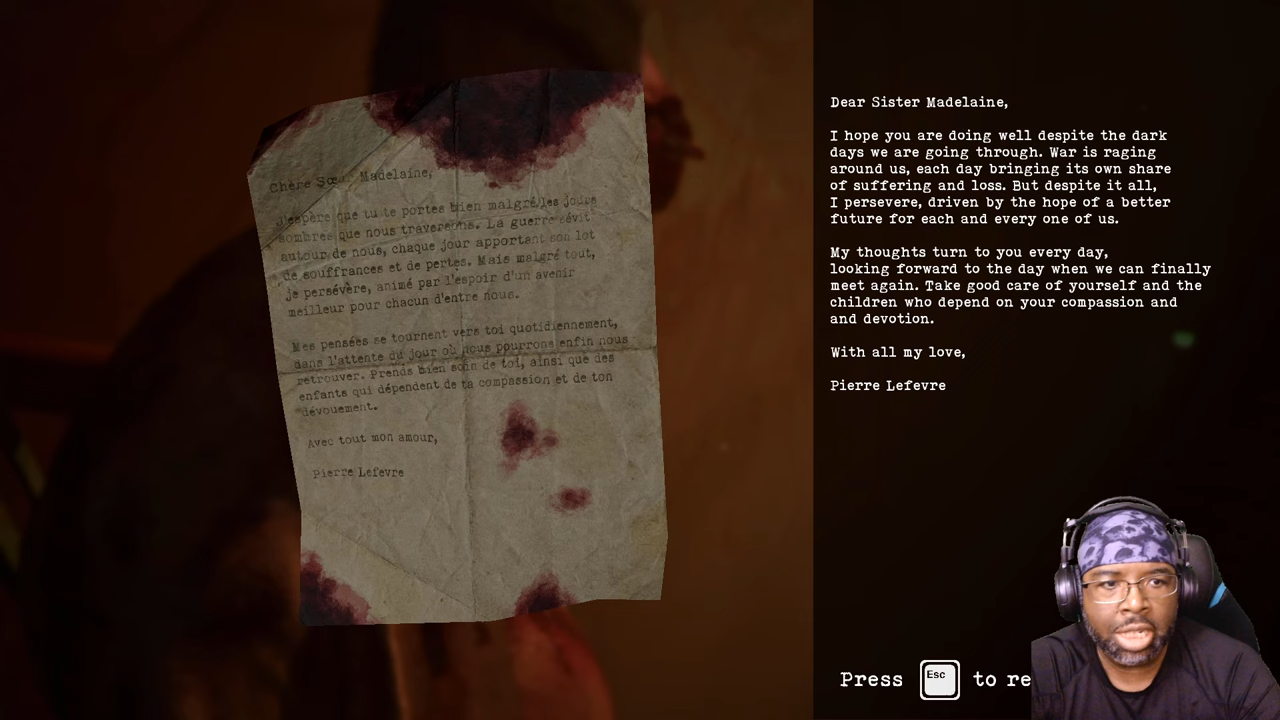 Chère Sœur Madelaine,
J'espère que tu te portes bien malgré les jours
sombres que nous traversons. La guerre sévit
autour de nous, chaque jour apportant son lot
de souffrances et de pertes. Mais malgré tout,
je persévère, animé par l'espoir d'un avenir
meilleur pour chacun d'entre nous.
Mes pensées se tournent vers toi quotidiennement,
dans l'attente du jour où nous pourrons enfin nous
retrouver. Prends bien soin de toi, ainsi que des
enfants qui dépendent de ta compassion et de ton
dévouement.
Avec tout mon amour,
Pierre Lefevre
Dear Sister Madelaine,
I hope you are doing well despite the dark
days we are going through. War is raging
around us, each day bringing its own share
of suffering and loss. But despite it all,
I persevere, driven by the hope of a better
future for each and every one of us.
My thoughts turn to you every day,
looking forward to the day when we can finally
meet again. Take good care of yourself and the
children who depend on your compassion and
and devotion.
With all my love,
Pierre Lefevre
Press Esc to re